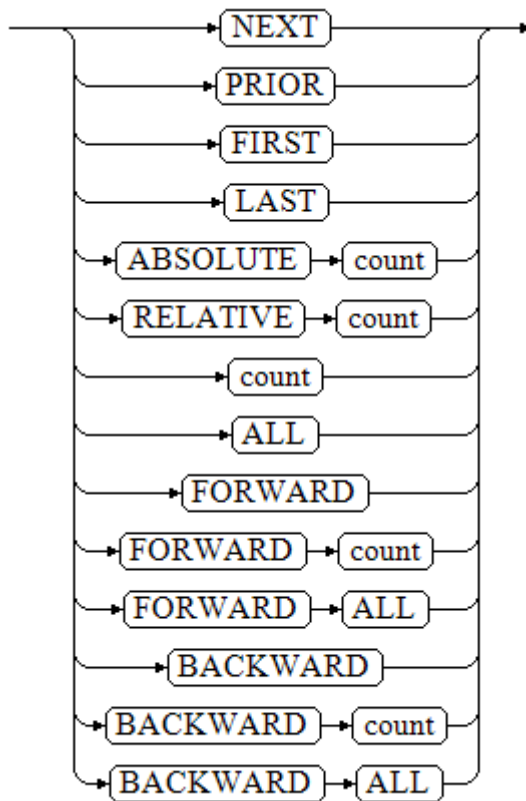 NEXT
PRIOR
FIRST
LAST
ABSOLUTE count
RELATIVE count
count
ALL
FORWARD
FORWARD count
FORWARD ALL
BACKWARD
BACKWARD count
BACKWARD ALL